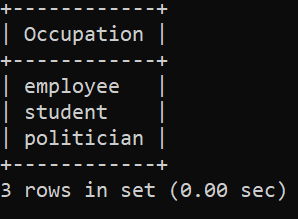 +------------+
| Occupation |
+------------+
| employee   |
| student    |
| politician |
+------------+
3 rows in set (0.00 sec)